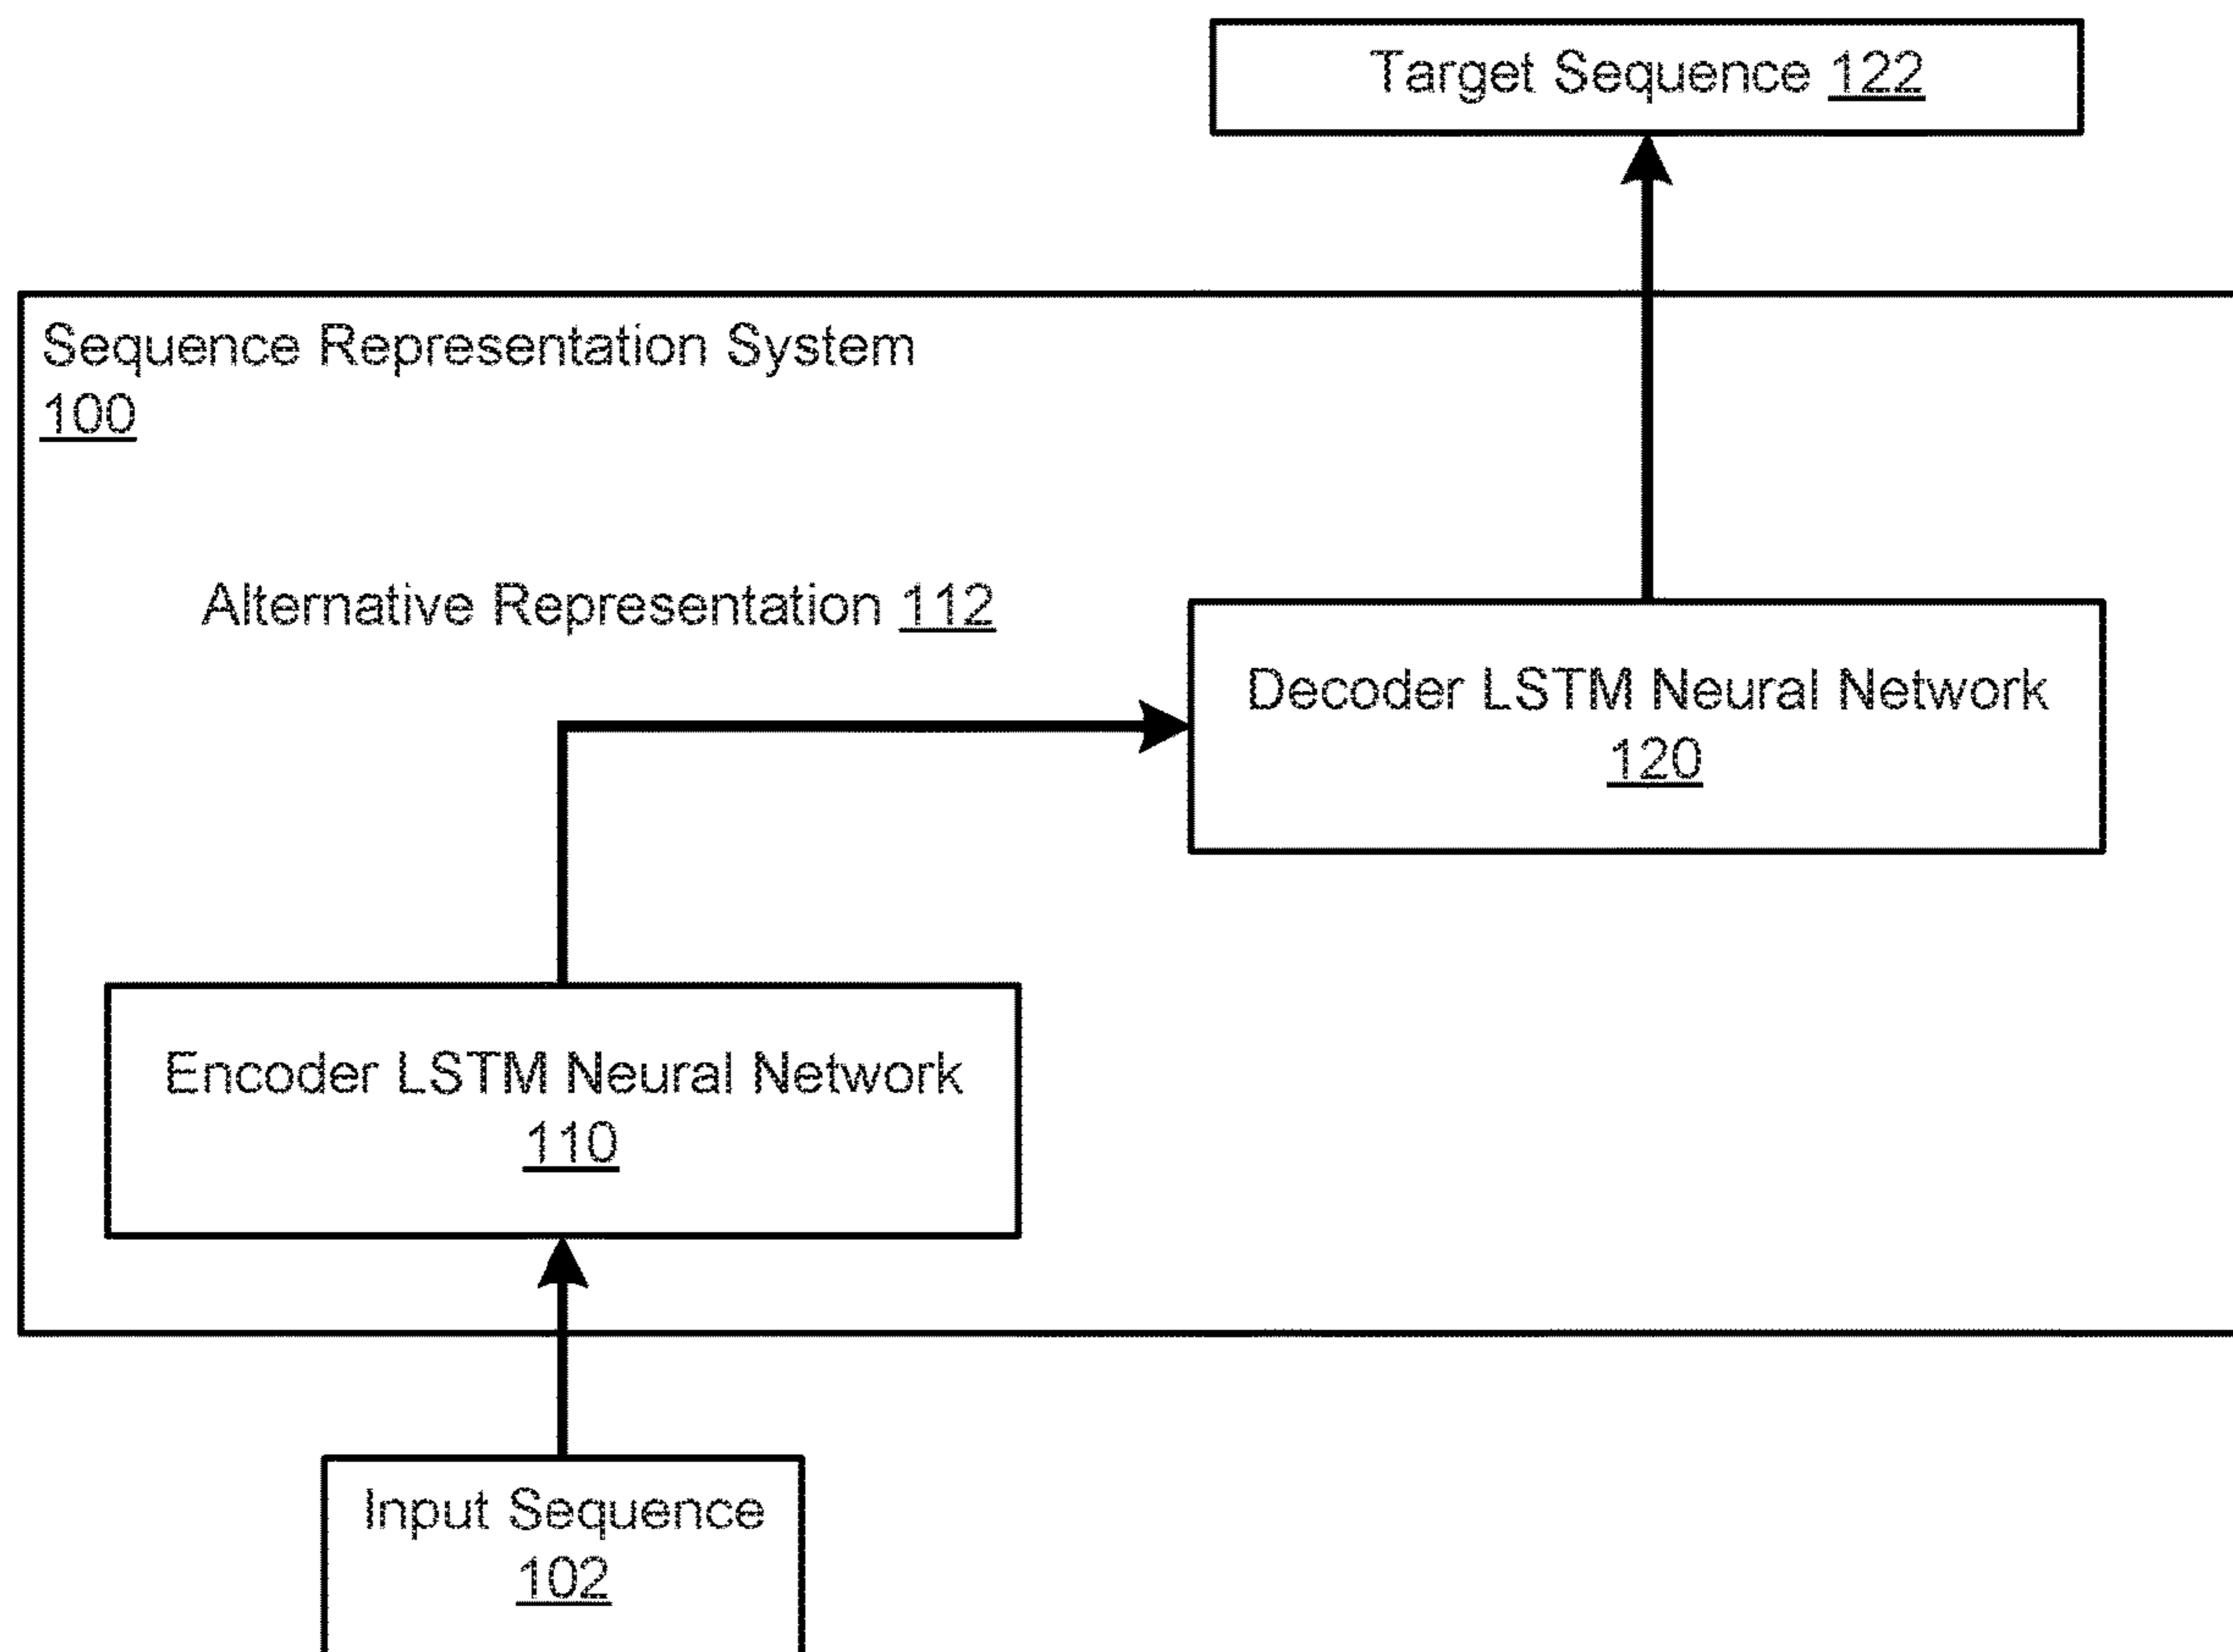 Target Sequence 122
Sequence Representation System
100
Alternative Representation 112
Decoder LSTM Neural Network
120
Encoder LSTM Neural Network
110
Input Sequence
102